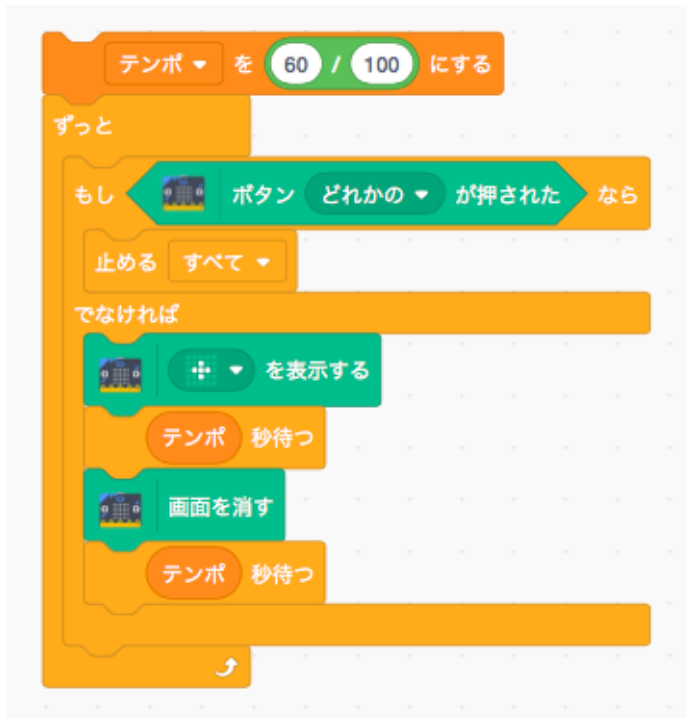 テンポ を 60 / 100 にする
ずっと
もし ボタン どれかの が押された なら
止める すべて
でなければ
を表示する
テンポ 秒待つ
画面を消す
テンポ 秒待つ